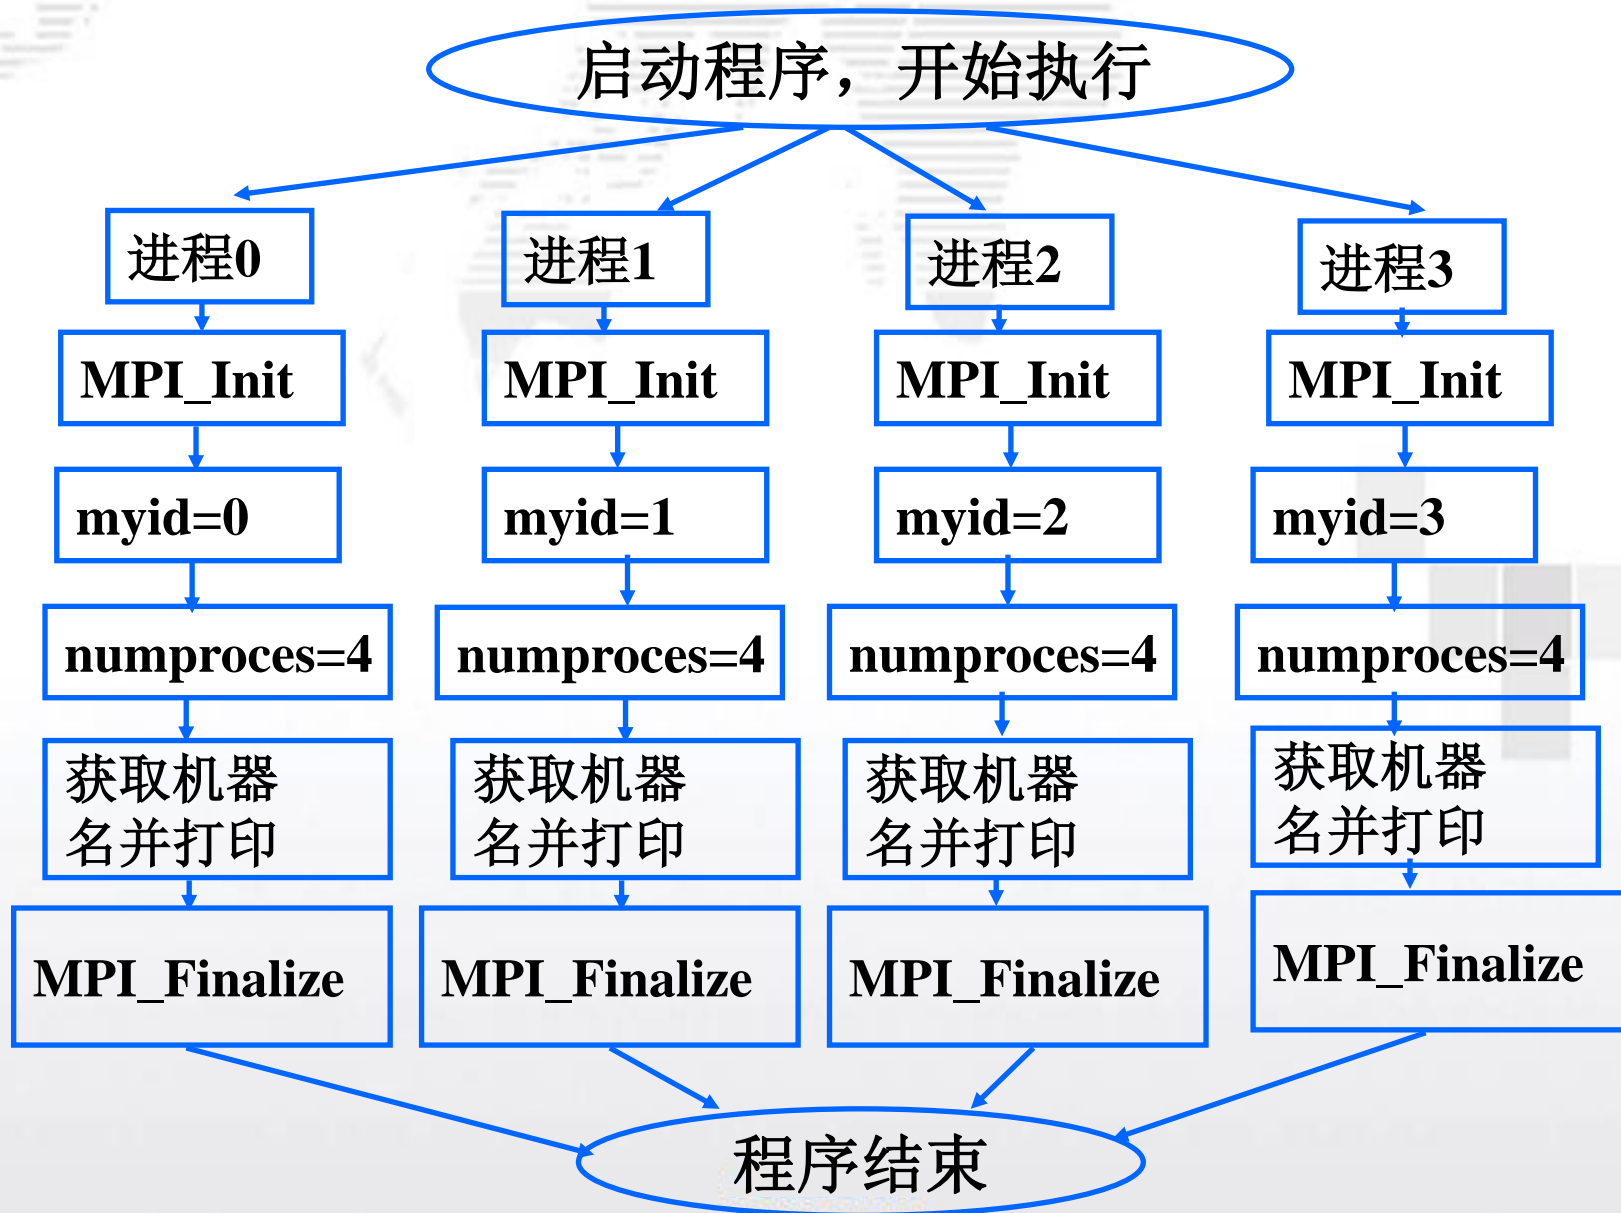 启动程序，开始执行
进程0
进程1
进程2
进程3
MPI_Init
MPI_Init
MPI_Init
MPI_Init
myid=0
myid=1
myid=2
myid=3
numproces=4
numproces=4
numproces=4
numproces=4
获取机器
名并打印
获取机器
名并打印
获取机器
名并打印
获取机器
名并打印
MPI_Finalize
MPI_Finalize
MPI_Finalize
MPI_Finalize
程序结束